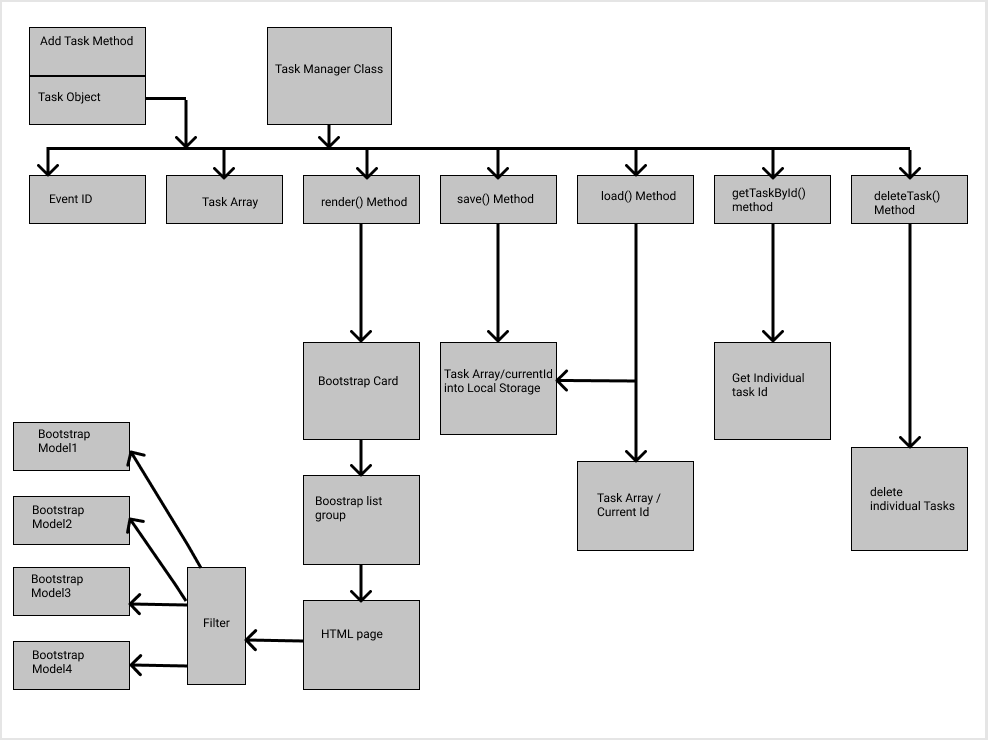 Add Task Method
Task Object
Task Manager Class
Event ID
Task Array
render() Method
save() Method
load() Method
getTaskById()
method
deleteTask()
Method
Bootstrap Card
Task Array/currentId
into Local Storage
Get Individual
task Id
Bootstrap
Model1
Boostrap list
group
Task Array /
Current Id
delete
individual Tasks
Bootstrap
Model2
Bootstrap
Model3
Filter
HTML page
Bootstrap
Model4